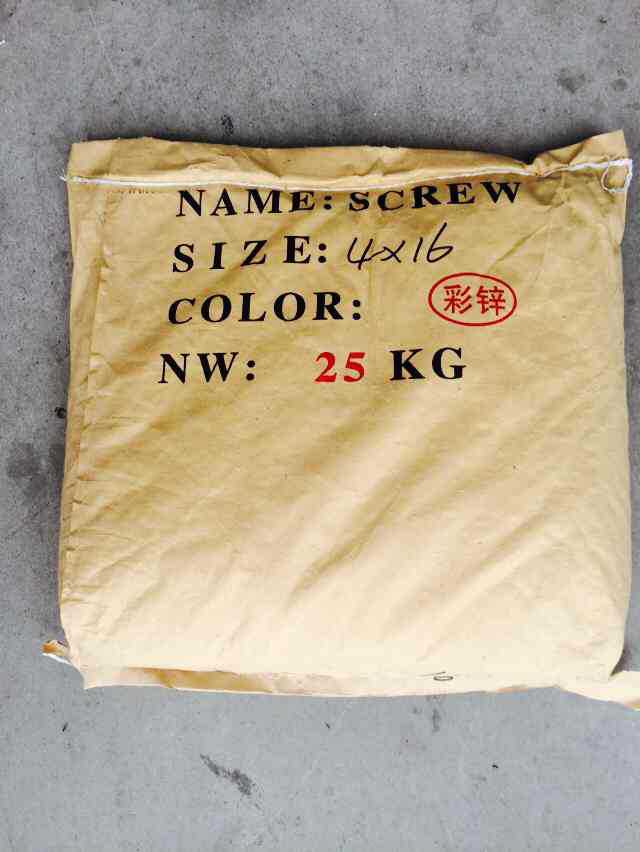 NAME: SCREW
SIZE: 4x16
COLOR: 彩锌
NW: 25 KG